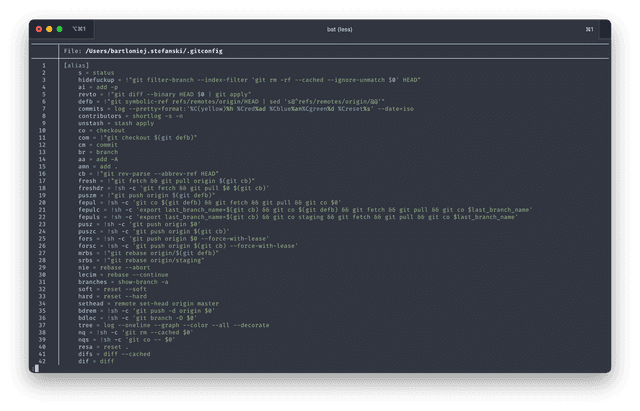 ⌥⌘1
bat (less)
⌘1
File: /Users/bartlomiej.stefanski/.gitconfig
1 [alias]
2 s = status
3 hidefuckup = !"git filter-branch --index-filter 'git rm -rf --cached --ignore-unmatch $0' HEAD"
4 ai = add -p
5 revto = !"git diff --binary HEAD $0 | git apply"
6 defb = !"git symbolic-ref refs/remotes/origin/HEAD | sed 's@^refs/remotes/origin/@@'"
7 commits = log --pretty=format:'%C(yellow)%h %Cred%ad %Cblue%an%Cgreen%d %Creset%s' --date=iso
8 contributors = shortlog -s -n
9 unstash = stash apply
10 co = checkout
11 com = !"git checkout $(git defb)"
12 cm = commit
13 br = branch
14 aa = add -A
15 amn = add .
16 cb = !"git rev-parse --abbrev-ref HEAD"
17 fresh = !"git fetch && git pull origin $(git cb)"
18 freshdr = !sh -c 'git fetch && git pull $0 $(git cb)'
19 puszm = !"git push origin $(git defb)"
20 fepul = !sh -c 'git co $(git defb) && git fetch && git pull && git co $0'
21 fepulc = !sh -c 'export last_branch_name=$(git cb) && git co $(git defb) && git fetch && git pull && git co $last_branch_name'
22 fepuls = !sh -c 'export last_branch_name=$(git cb) && git co staging && git fetch && git pull && git co $last_branch_name'
23 pusz = !sh -c 'git push origin $0'
24 puszc = !sh -c 'git push origin $(git cb)'
25 fors = !sh -c 'git push origin $0 --force-with-lease'
26 forsc = !sh -c 'git push origin $(git cb) --force-with-lease'
27 mrbs = !"git rebase origin/$(git defb)"
28 srbs = !"git rebase origin/staging"
29 nie = rebase --abort
30 lecim = rebase --continue
31 branches = show-branch -a
32 soft = reset --soft
33 hard = reset --hard
34 sethead = remote set-head origin master
35 bdrem = !sh -c 'git push -d origin $0'
36 bdloc = !sh -c 'git branch -D $0'
37 tree = log --oneline --graph --color --all --decorate
38 nq = !sh -c 'git rm --cached $0'
39 nqs = !sh -c 'git co -- $0'
40 resa = reset .
41 difs = diff --cached
42 dif = diff
: